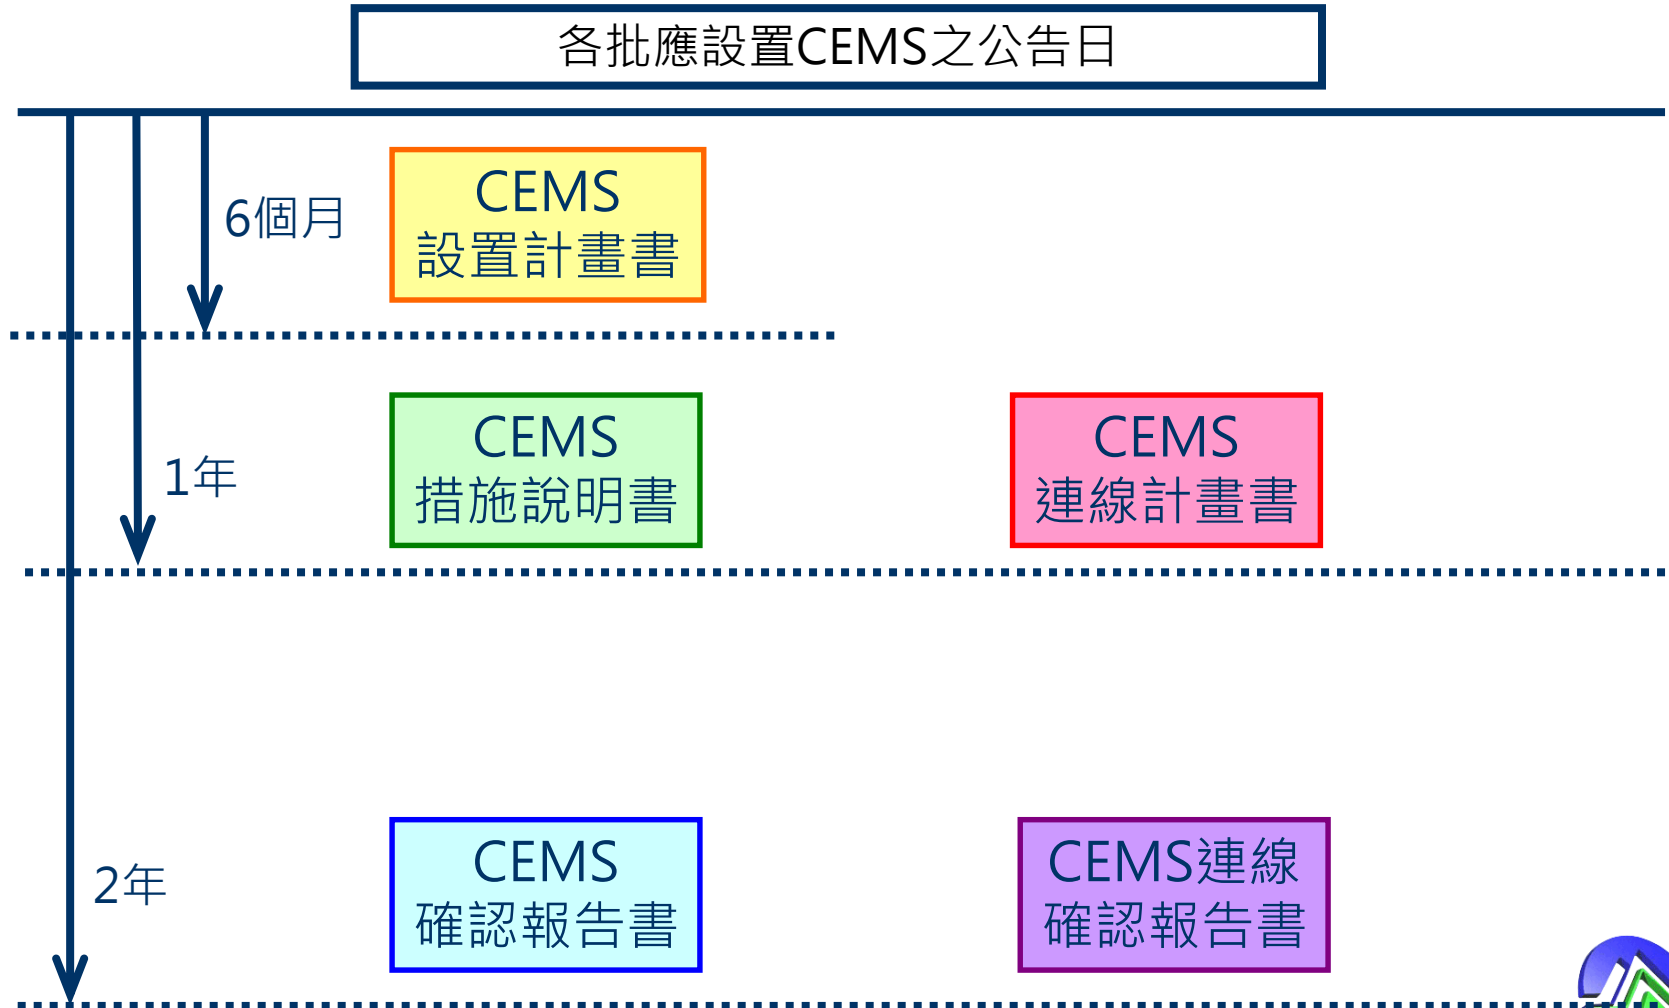 各批應設置CEMS之公告日
6個月
CEMS
設置計畫書
1年
CEMS
措施說明書
CEMS
連線計畫書
2年
CEMS
確認報告書
CEMS連線
確認報告書